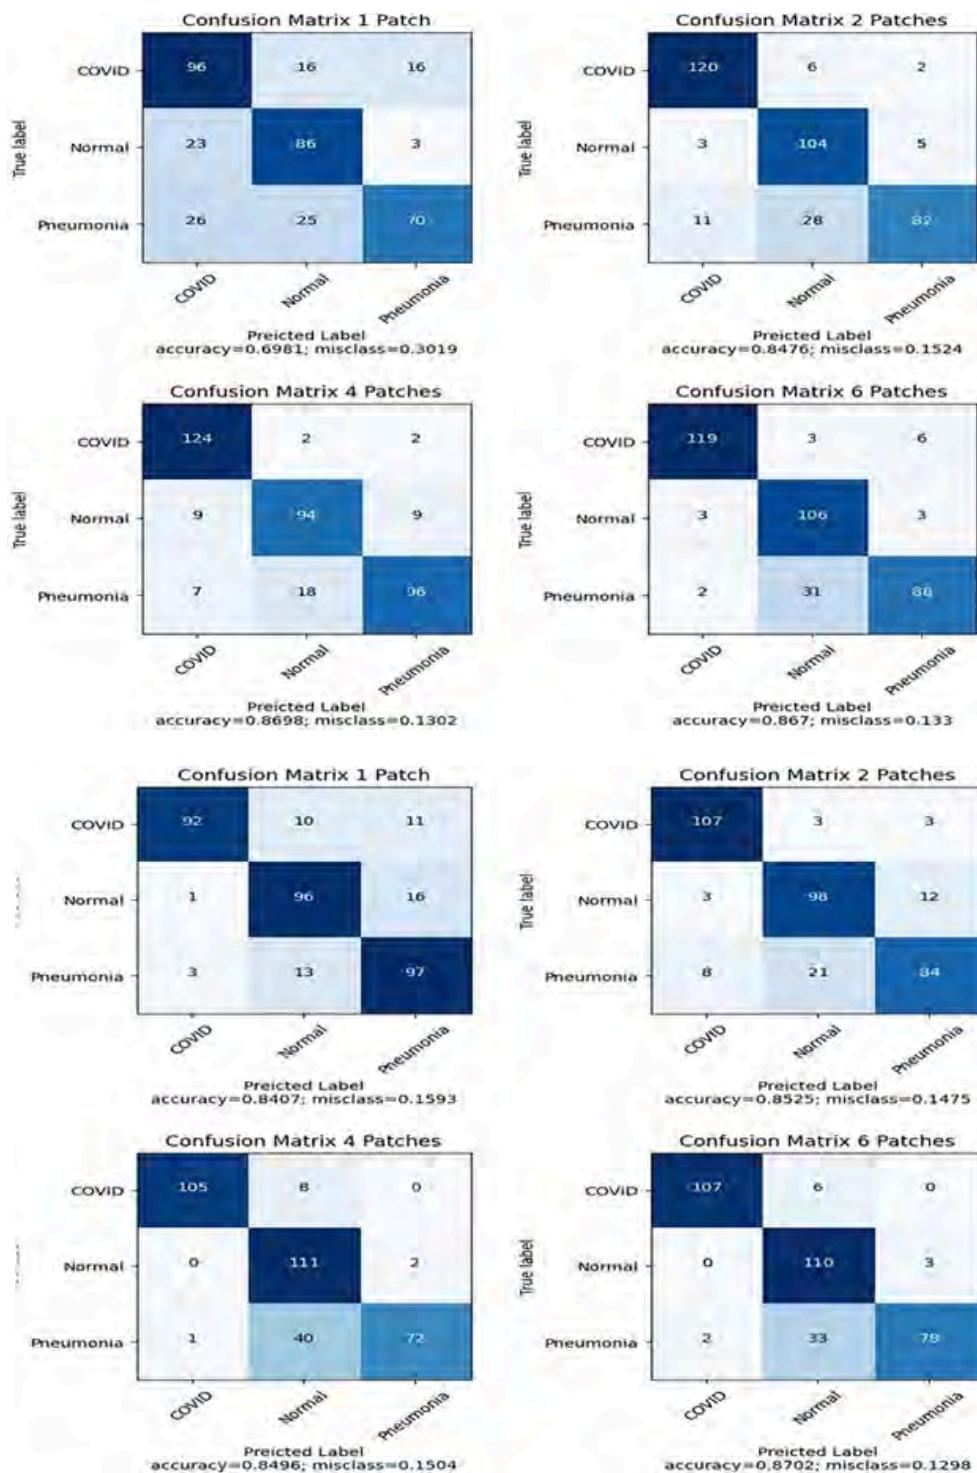 Confusion Matrix 1 Patch
COVID 96 16 16
Normal 23 86 3
Pneumonia 26 25 70
True label
COVID Normal Pneumonia
Preicted Label
accuracy=0.6981; misclass=0.3019
Confusion Matrix 2 Patches
COVID 120 6 2
Normal 3 104 5
Pneumonia 11 28 82
True label
COVID Normal Pneumonia
Preicted Label
accuracy=0.8476; misclass=0.1524
Confusion Matrix 4 Patches
COVID 124 2 2
Normal 9 94 9
Pneumonia 7 18 96
True label
COVID Normal Pneumonia
Preicted Label
accuracy=0.8698; misclass=0.1302
Confusion Matrix 6 Patches
COVID 119 3 6
Normal 3 106 3
Pneumonia 2 31 88
True label
COVID Normal Pneumonia
Preicted Label
accuracy=0.867; misclass=0.133
Confusion Matrix 1 Patch
COVID 92 10 11
Normal 1 96 16
Pneumonia 3 13 97
COVID Normal Pneumonia
Preicted Label
accuracy=0.8407; misclass=0.1593
Confusion Matrix 2 Patches
COVID 107 3 3
Normal 3 98 12
Pneumonia 8 21 84
True label
COVID Normal Pneumonia
Preicted Label
accuracy=0.8525; misclass=0.1475
Confusion Matrix 4 Patches
COVID 105 8 0
Normal 0 111 2
Pneumonia 1 40 72
COVID Normal Pneumonia
Preicted Label
accuracy=0.8496; misclass=0.1504
Confusion Matrix 6 Patches
COVID 107 6 0
Normal 0 110 3
Pneumonia 2 33 78
True label
COVID Normal Pneumonia
Preicted Label
accuracy=0.8702; misclass=0.1298